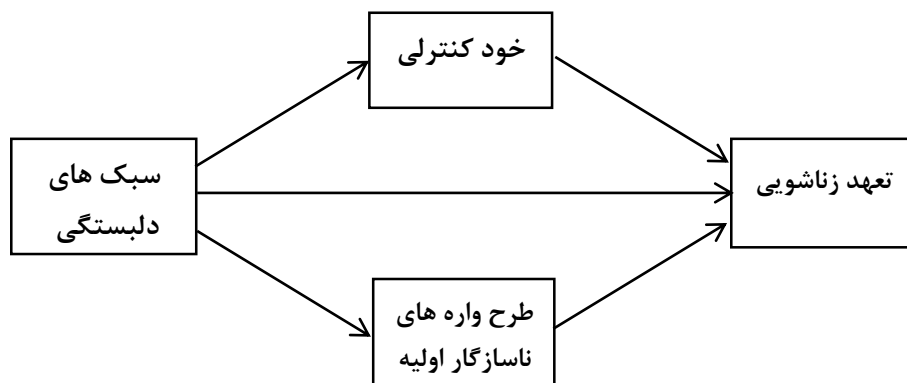 خود کنترلی
سبک های
دلبستگی
تعهد زناشویی
طرح واره های
ناسازگار اولیه